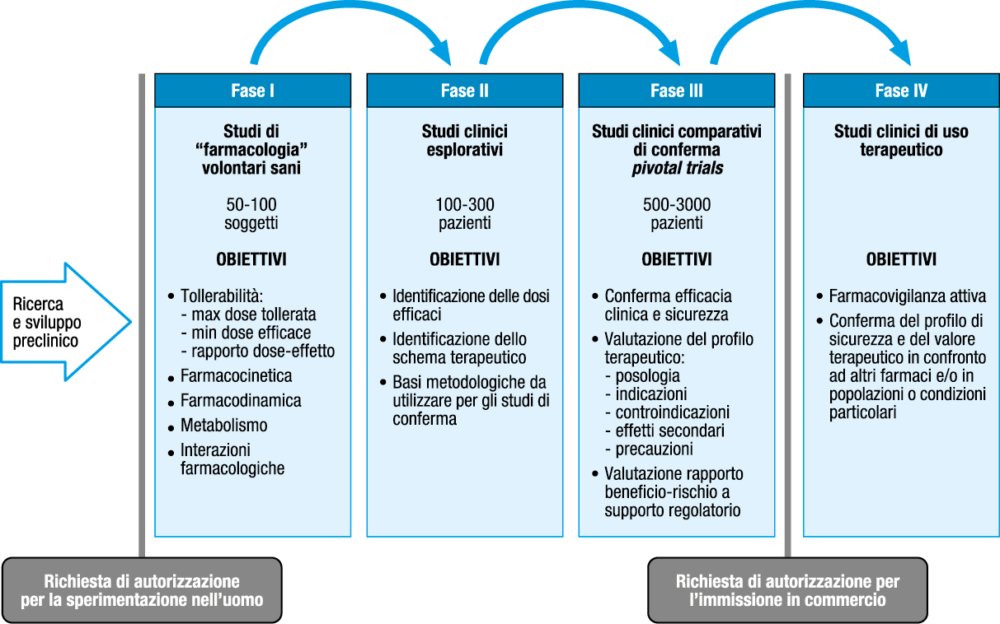 Ricerca
e sviluppo
preclinico
Fase I
Studi di
“farmacologia”
volontari sani
50-100
soggetti
OBIETTIVI
• Tollerabilità:
- max dose tollerata
- min dose efficace
- rapporto dose-effetto
• Farmacocinetica
• Farmacodinamica
• Metabolismo
• Interazioni
farmacologiche
Fase II
Studi clinici
esplorativi
100-300
pazienti
OBIETTIVI
• Identificazione delle dosi
efficaci
• Identificazione dello
schema terapeutico
• Basi metodologiche da
utilizzare per gli studi di
conferma
Fase III
Studi clinici comparativi
di conferma
pivotal trials
500-3000
pazienti
OBIETTIVI
• Conferma efficacia
clinica e sicurezza
• Valutazione del profilo
terapeutico:
- posologia
- indicazioni
- controindicazioni
- effetti secondari
- precauzioni
• Valutazione rapporto
beneficio-rischio a
supporto regolatorio
Fase IV
Studi clinici di uso
terapeutico
OBIETTIVI
• Farmacovigilanza attiva
• Conferma del profilo di
sicurezza e del valore
terapeutico in confronto
ad altri farmaci e/o in
popolazioni o condizioni
particolari
Richiesta di autorizzazione
per la sperimentazione nell’uomo
Richiesta di autorizzazione per
l’immissione in commercio